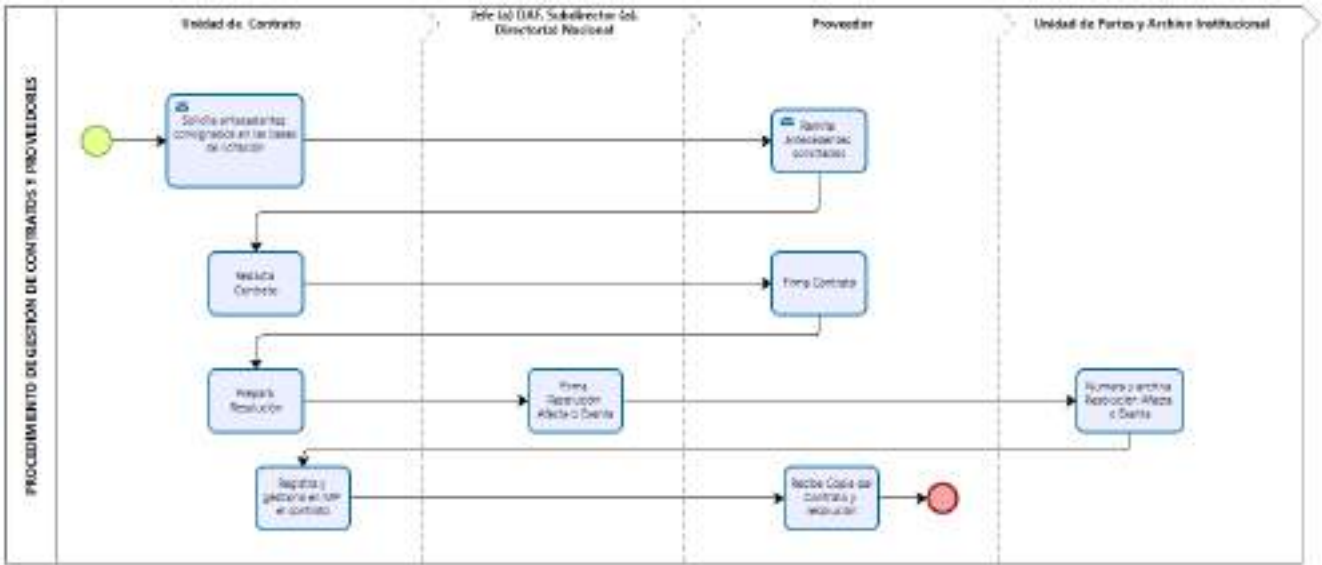 PROCEDIMIENTO DE GESTION DE CONTRATOS Y PROVEEDORES
Unidad de Contrato
Jefe (a) DAF, Subdirector (a),
Director(a) Nacional
Proveedor
Unidad de Partes y Archivo Institucional
Solicita antecedentes
consignados en las bases
de licitación
Remite
Antecedentes
solicitados
Redacta
Contrato
Firma Contrato
Prepara
Resolución
Firma
Resolución
Afecta o Exenta
Numera y archiva
Resolución Afecta
o Exenta
Registra y
gestiona en MP
el contrato
Recibe Copia del
Contrato y
resolución